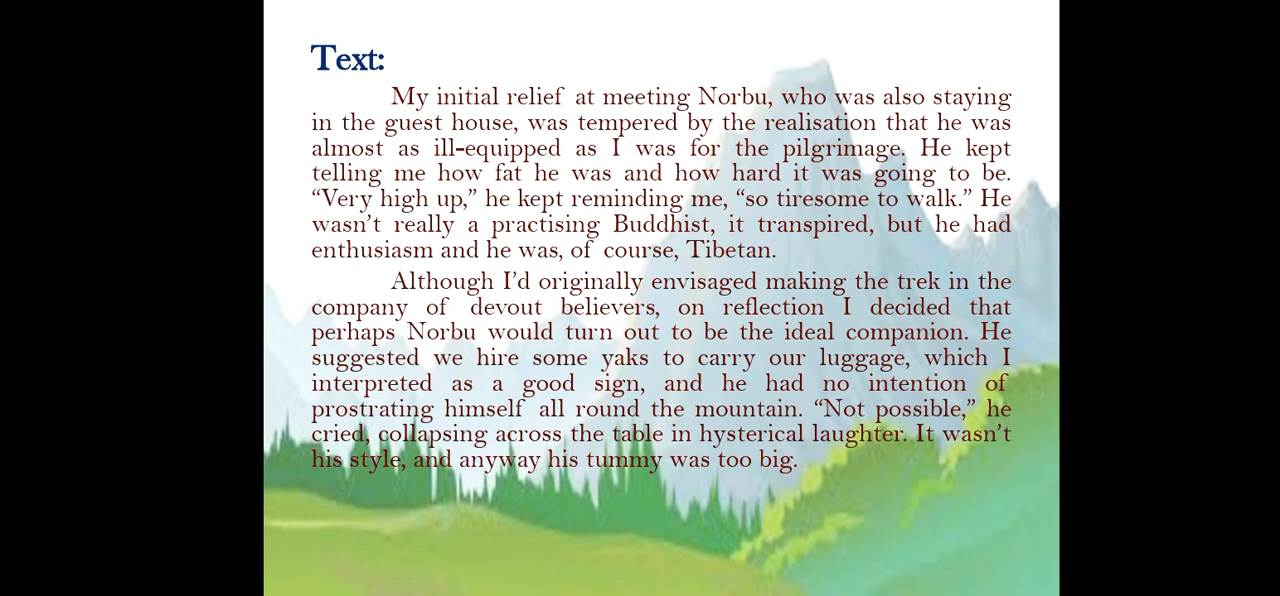 Text:
My initial relief at meeting Norbu, who was also staying
in the guest house, was tempered by the realisation that he was
almost as ill-equipped as I was for the pilgrimage. He kept
telling me how fat he was and how hard it was going to be.
“Very high up,” he kept reminding me, “so tiresome to walk.” He
wasn’t really a practising Buddhist, it transpired, but he had
enthusiasm and he was, of course, Tibetan.
Although I’d originally envisaged making the trek in the
company of devout believers, on reflection I decided that
perhaps Norbu would turn out to be the ideal companion. He
suggested we hire some yaks to carry our luggage, which I
interpreted as a good sign, and he had no intention of
prostrating himself all round the mountain. “Not possible,” he
cried, collapsing across the table in hysterical laughter. It wasn’t
his style, and anyway his tummy was too big.